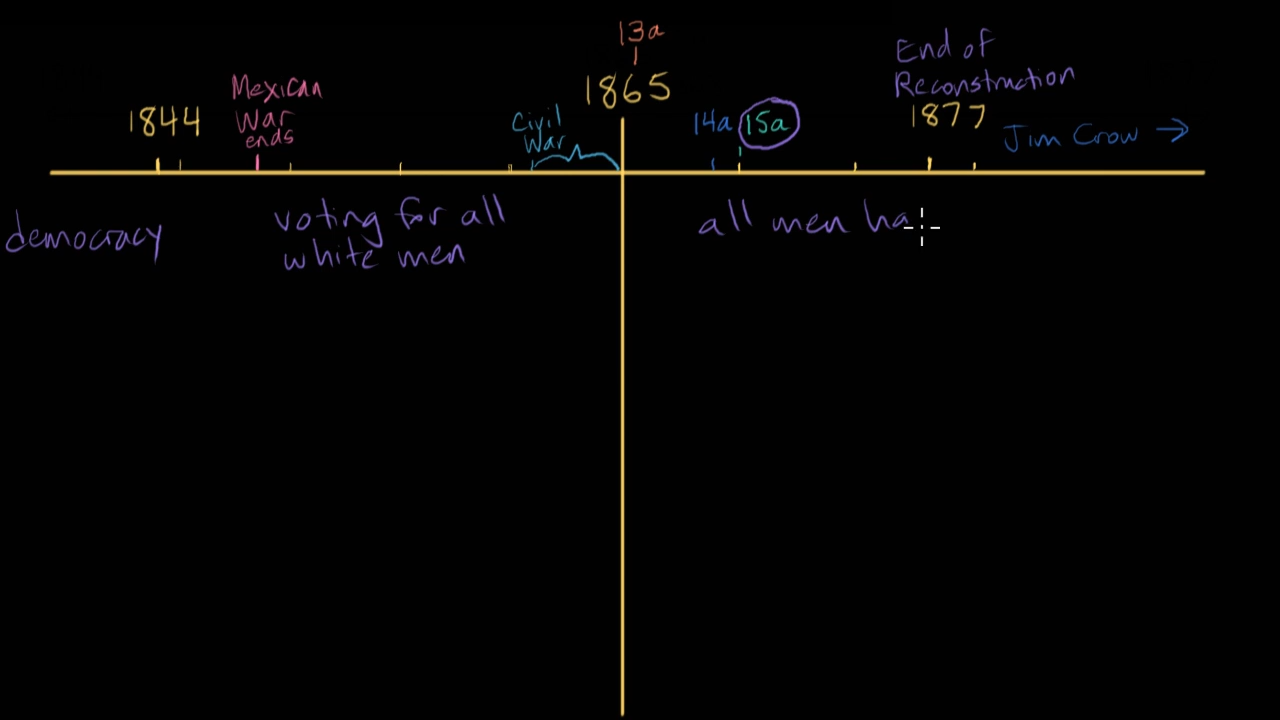 1844
Mexican
War
ends
Civil
War
13a
1865
14a 15a
End of
Reconstruction
1877
Jim Crow →
democracy
voting for all
white men
all men ha